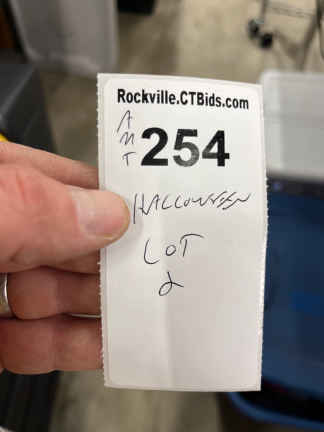 Rockville.CTBids.com
AMT
254
HALLOWEEN
LOT
2